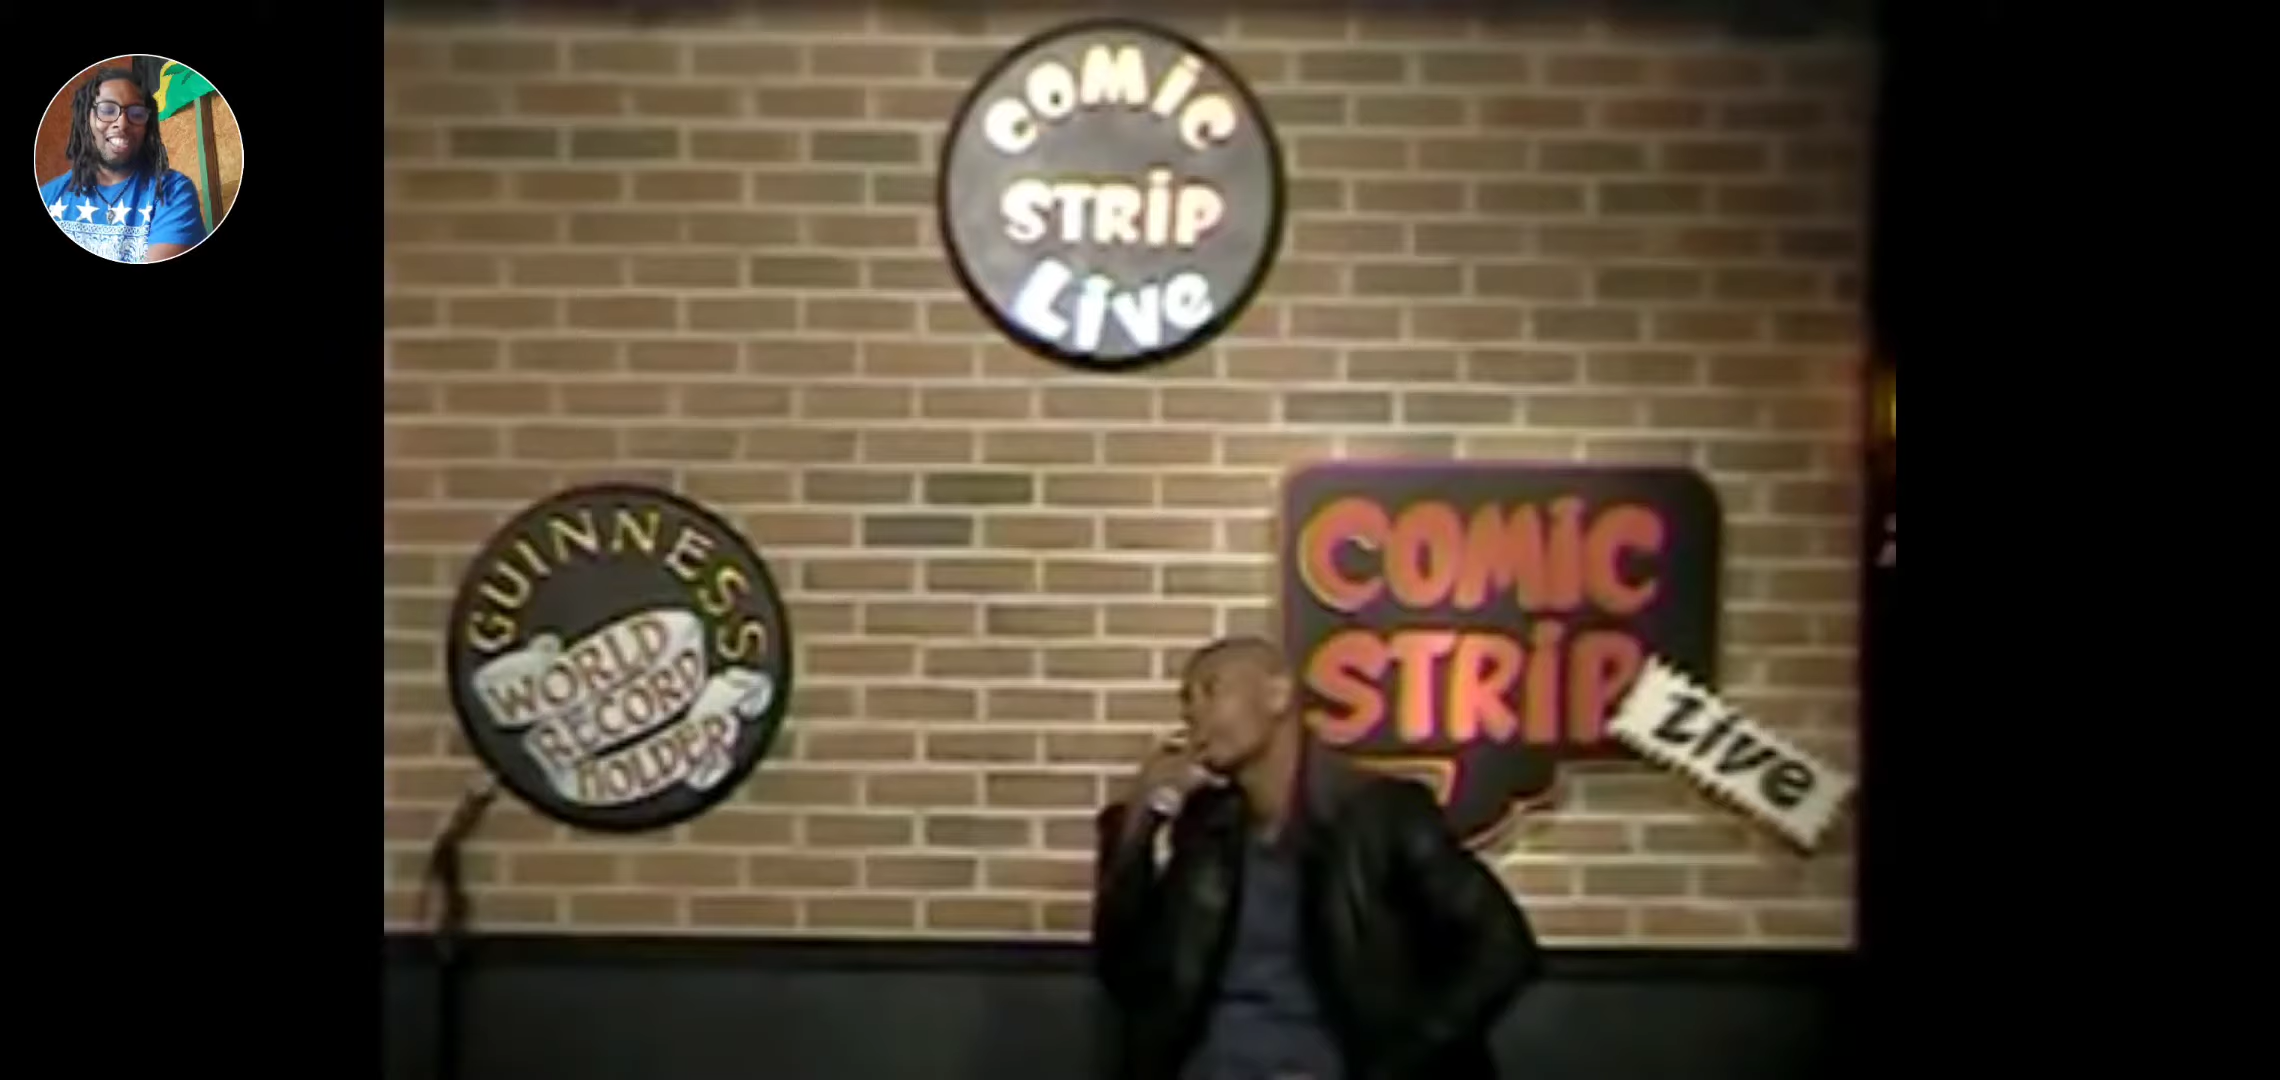 COMIC
STRIP
Live
GUINNESS
WORLD
RECORD
HOLDER
COMIC
STRIP
Live